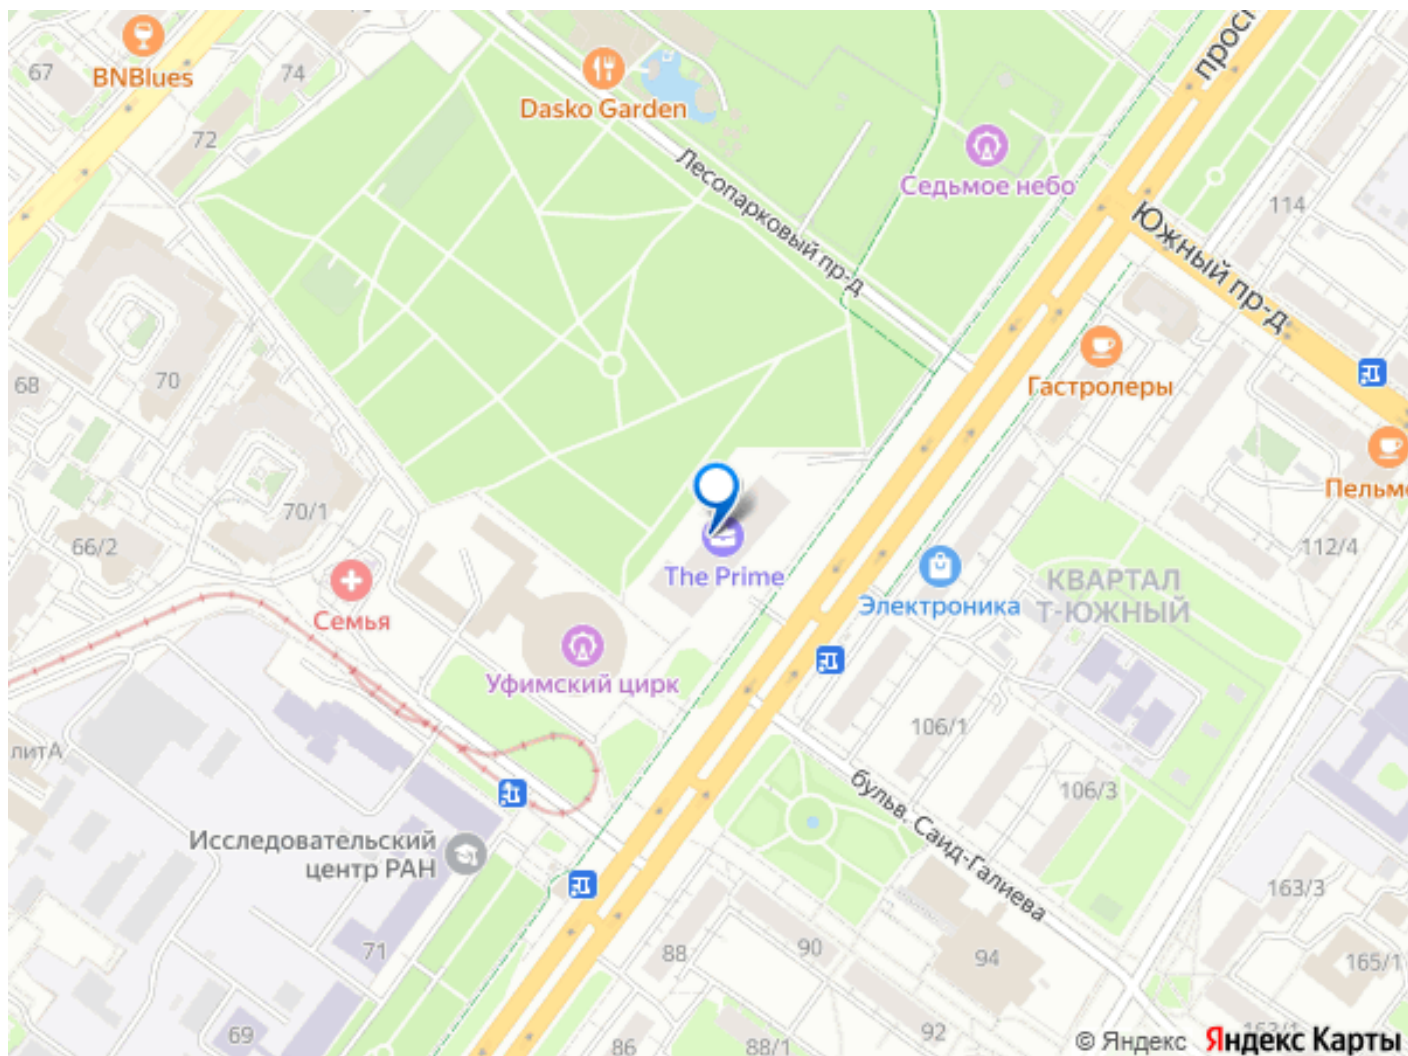 67
BNBlues
74
72
Dasko Garden
Лесопарковый пр-д
Седьмое небо
114
Южный пр-д
Гастролеры
68
70
70/1
66/2
Семья
The Prime
Электроника
КВАРТАЛ
Т-ЮЖНЫЙ
112/4
Уфимский цирк
106/1
106/3
литА
бульв. Саид-Галиева
Исследовательский
центр РАН
71
69
88
90
94
92
86
88/1
163/3
165/1
© Яндекс Яндекс Карты